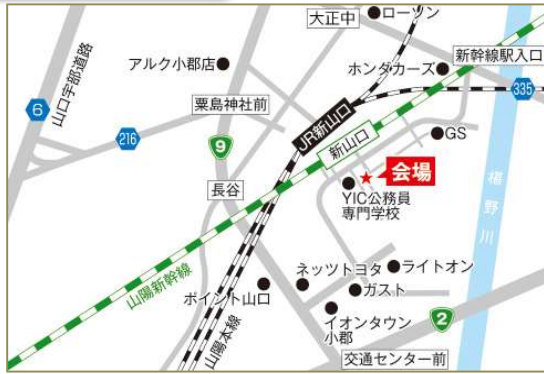 大正中
ローソン
新幹線駅入口
アルク小郡店
ホンダカーズ
山口宇部道路
335
粟島神社前
6
JR新山口
216
9
新山口
GS
会場
長谷
YIC公務員
専門学校
椹野川
山陽新幹線
ネッツトヨタ
ライトオン
ポイント山口
ガスト
イオンタウン
小郡
2
山陽本線
交通センター前